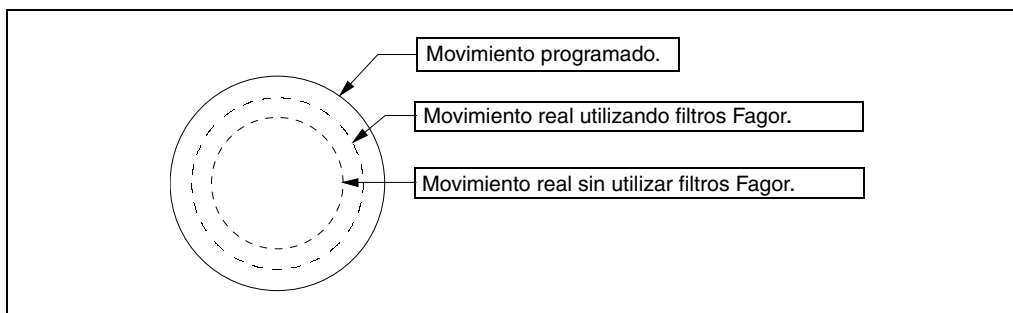 Movimiento programado.
Movimiento real utilizando filtros Fagor.
Movimiento real sin utilizar filtros Fagor.